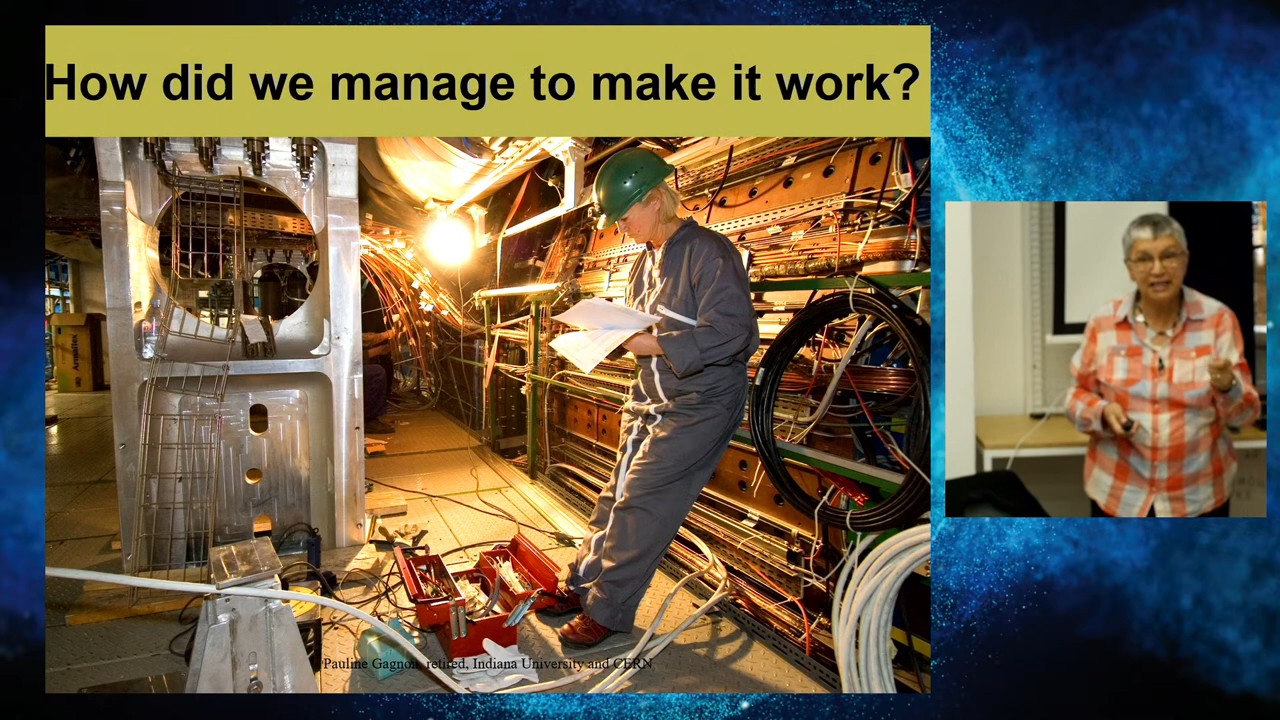 How did we manage to make it work?
Pauline Gagnon, retired, Indiana University and CERN